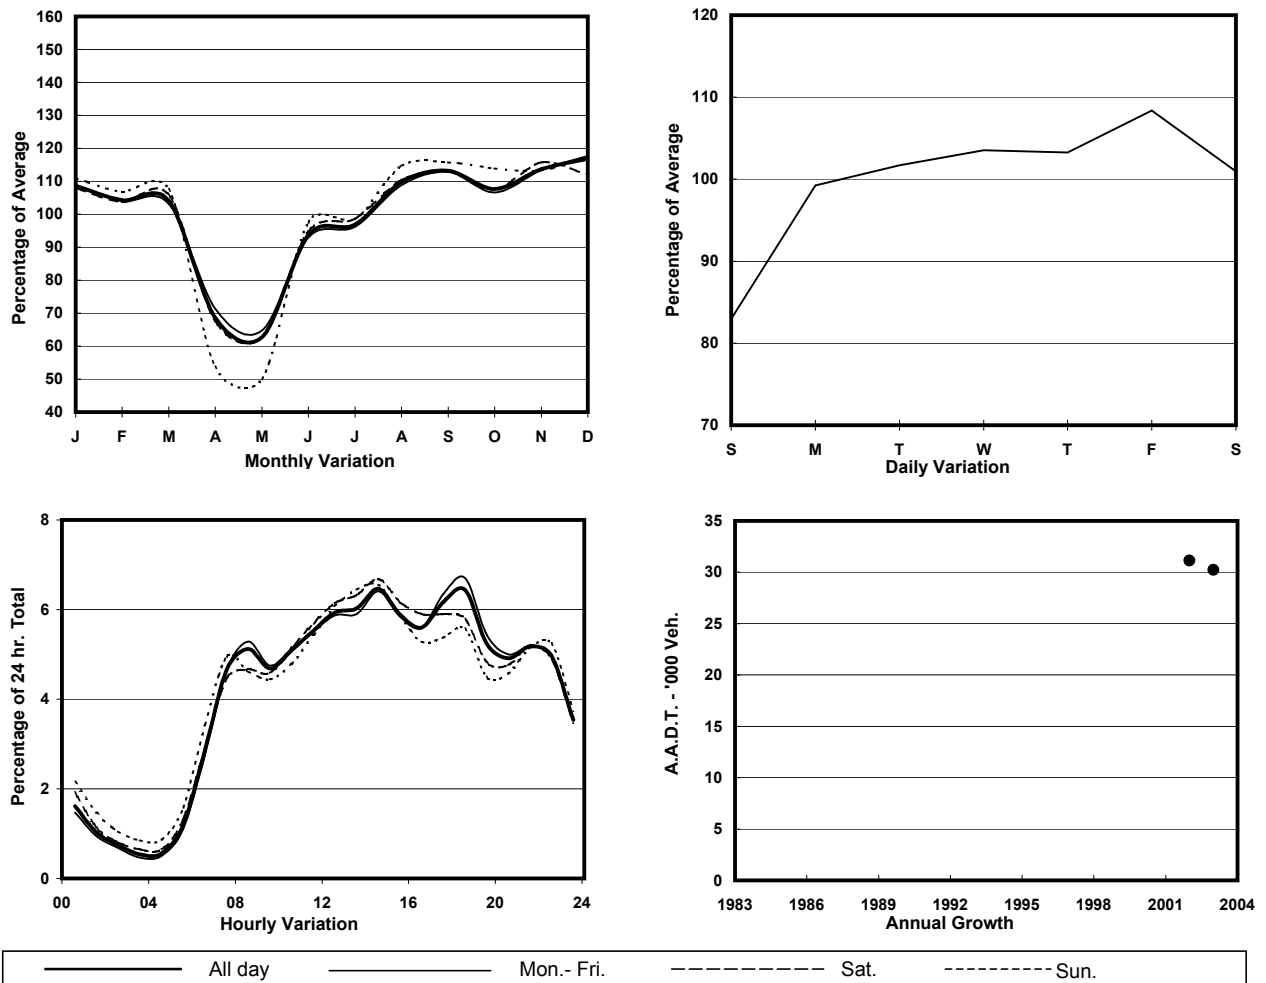 160
150
140
130
120
110
100
90
80
70
60
50
40
Percentage of Average
J F M A M J J A S O N D
Monthly Variation
120
110
100
90
80
70
Percentage of Average
S M T W T F S
Daily Variation
8
6
4
2
0
Percentage of 24 hr. Total
00 04 08 12 16 20 24
Hourly Variation
35
30
25
20
15
10
5
0
A.A.D.T. - '000 Veh.
1983 1986 1989 1992 1995 1998 2001 2004
Annual Growth
All day Mon.- Fri. Sat. Sun.